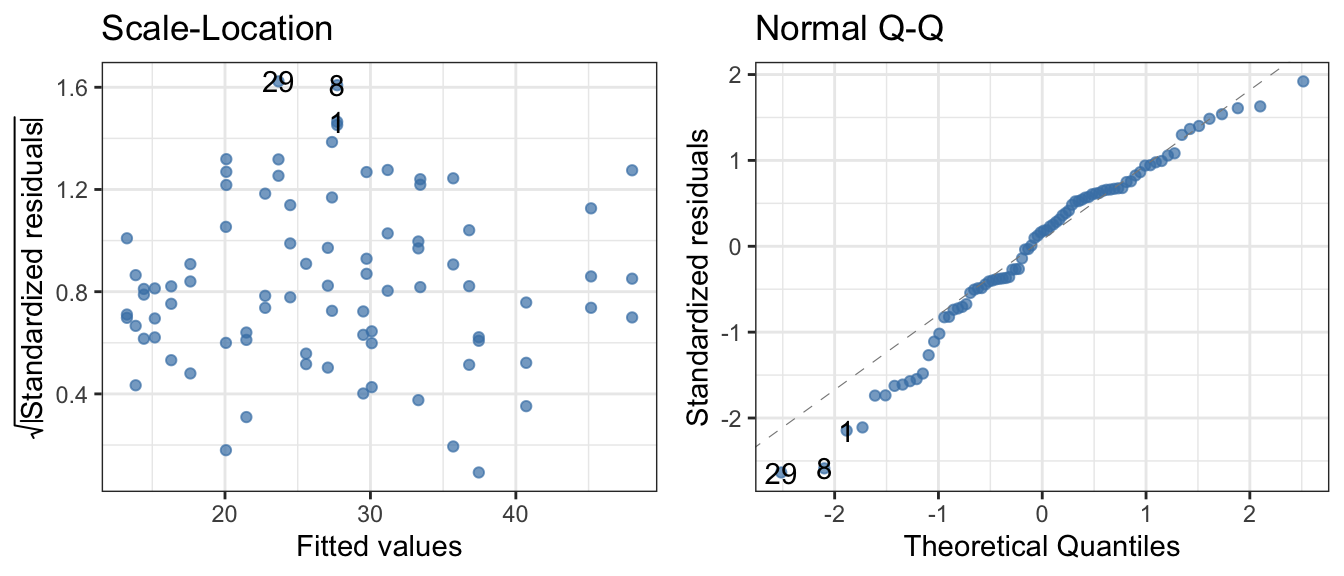 Scale-Location
√|Standardized residuals|
1.6
1.2
0.8
0.4
29
8
1
20 30 40
Fitted values
Normal Q-Q
Standardized residuals
2
1
0
-1
-2
1
29 8
-2 -1 0 1 2
Theoretical Quantiles